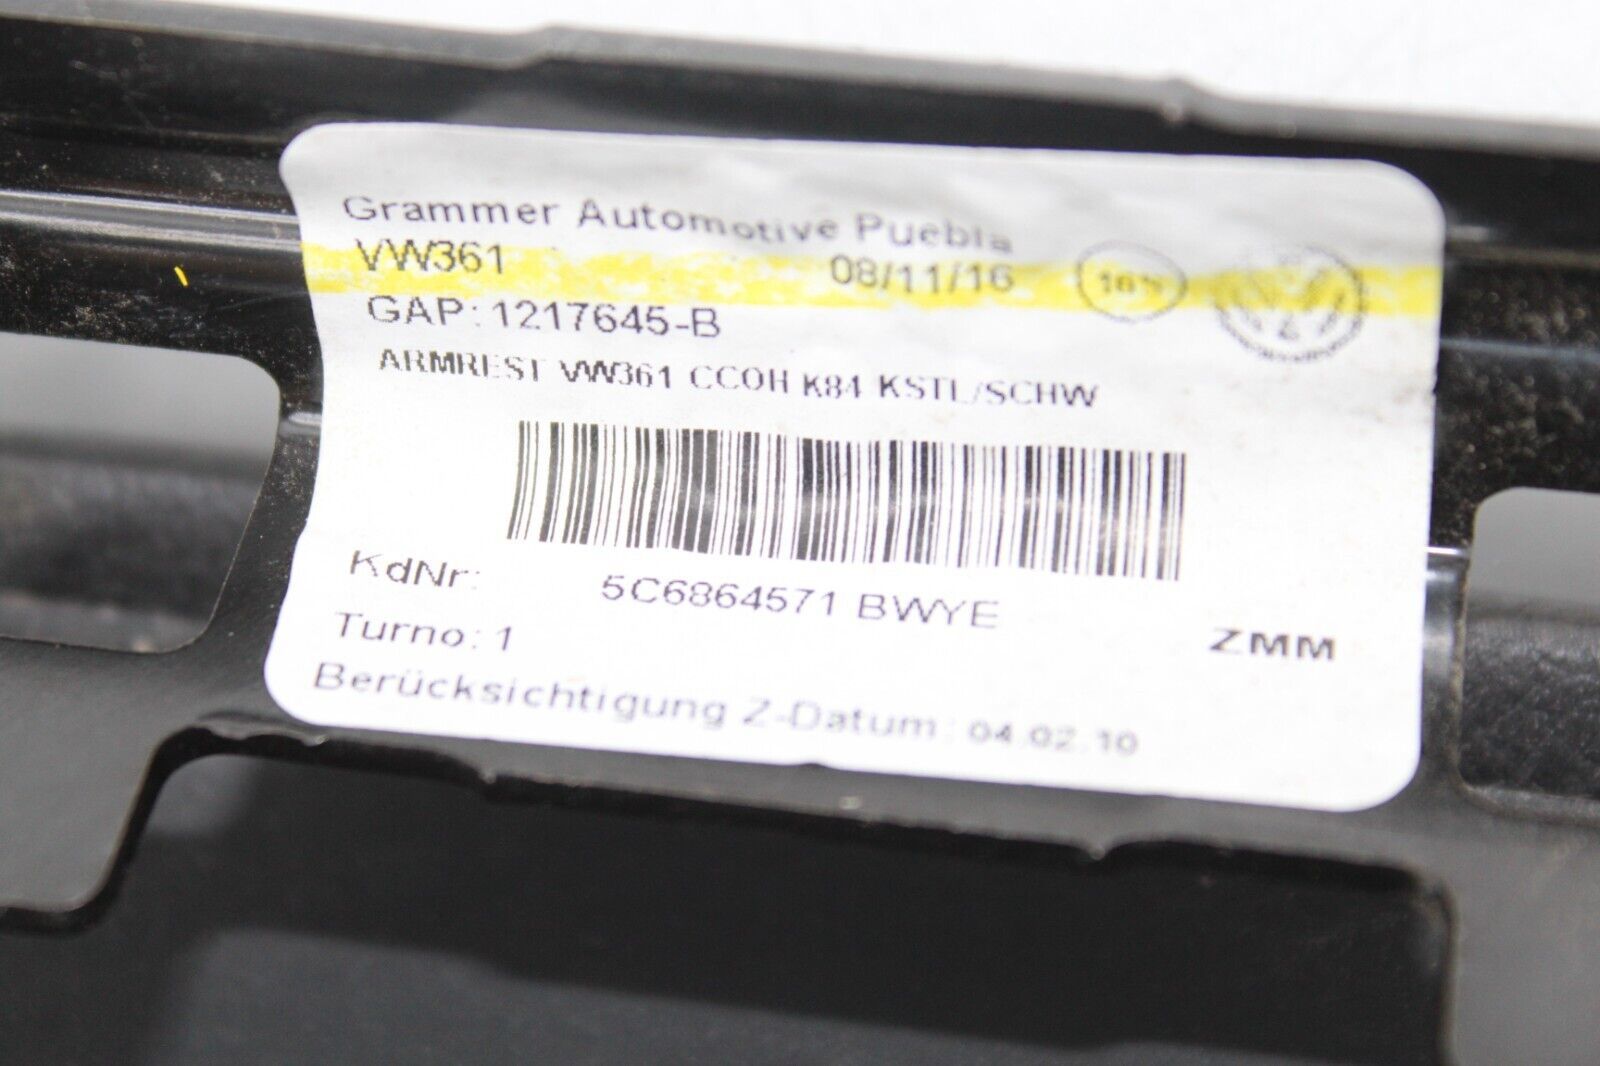 Grammer Automotive Puebla
VW361 08/11/16
GAP: 1217645-B
ARMREST VW361 CCOH K84 KSTL/SCHW
KdNr: 5C6864571 BWYE
ZMM
Turno: 1
Berücksichtigung Z-Datum: 04.02.10